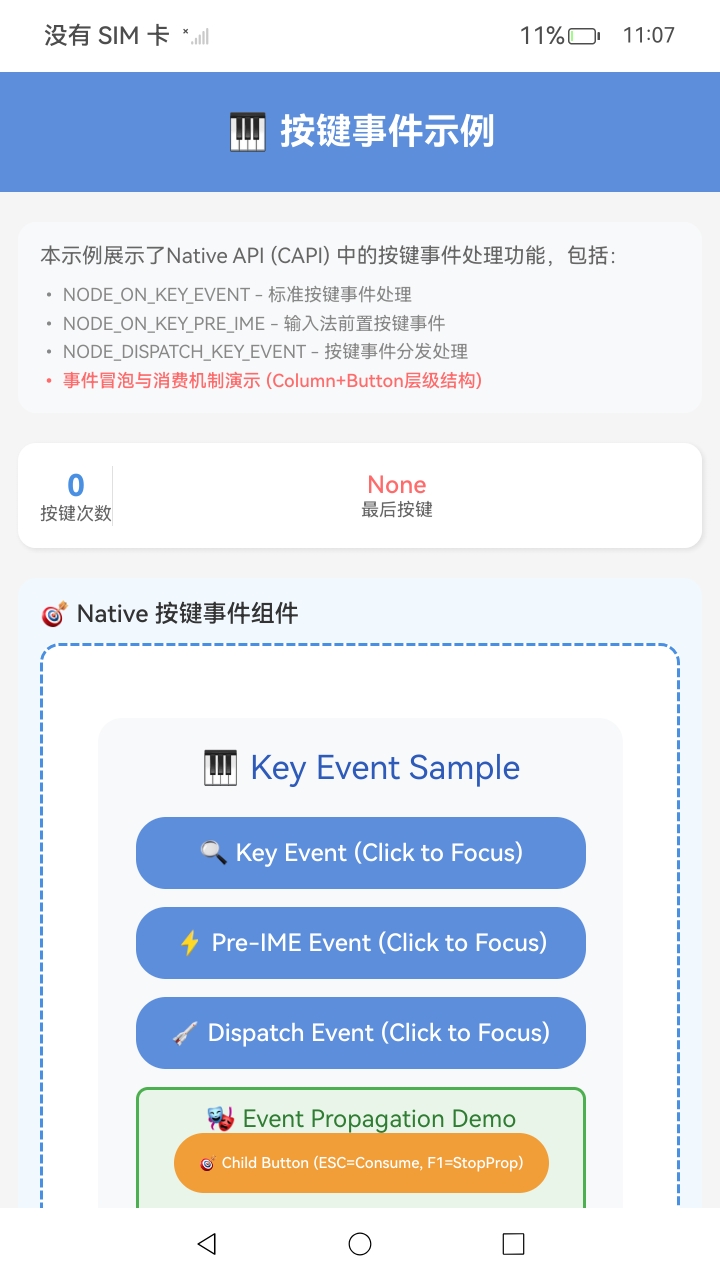 没有 SIM 卡
11%
11:07
按键事件示例
本示例展示了Native API (CAPI) 中的按键事件处理功能，包括：
• NODE_ON_KEY_EVENT - 标准按键事件处理
• NODE_ON_KEY_PRE_IME - 输入法前置按键事件
• NODE_DISPATCH_KEY_EVENT - 按键事件分发处理
• 事件冒泡与消费机制演示 (Column+Button层级结构)
0
按键次数
None
最后按键
Native 按键事件组件
Key Event Sample
Key Event (Click to Focus)
Pre-IME Event (Click to Focus)
Dispatch Event (Click to Focus)
Event Propagation Demo
Child Button (ESC=Consume, F1=StopProp)